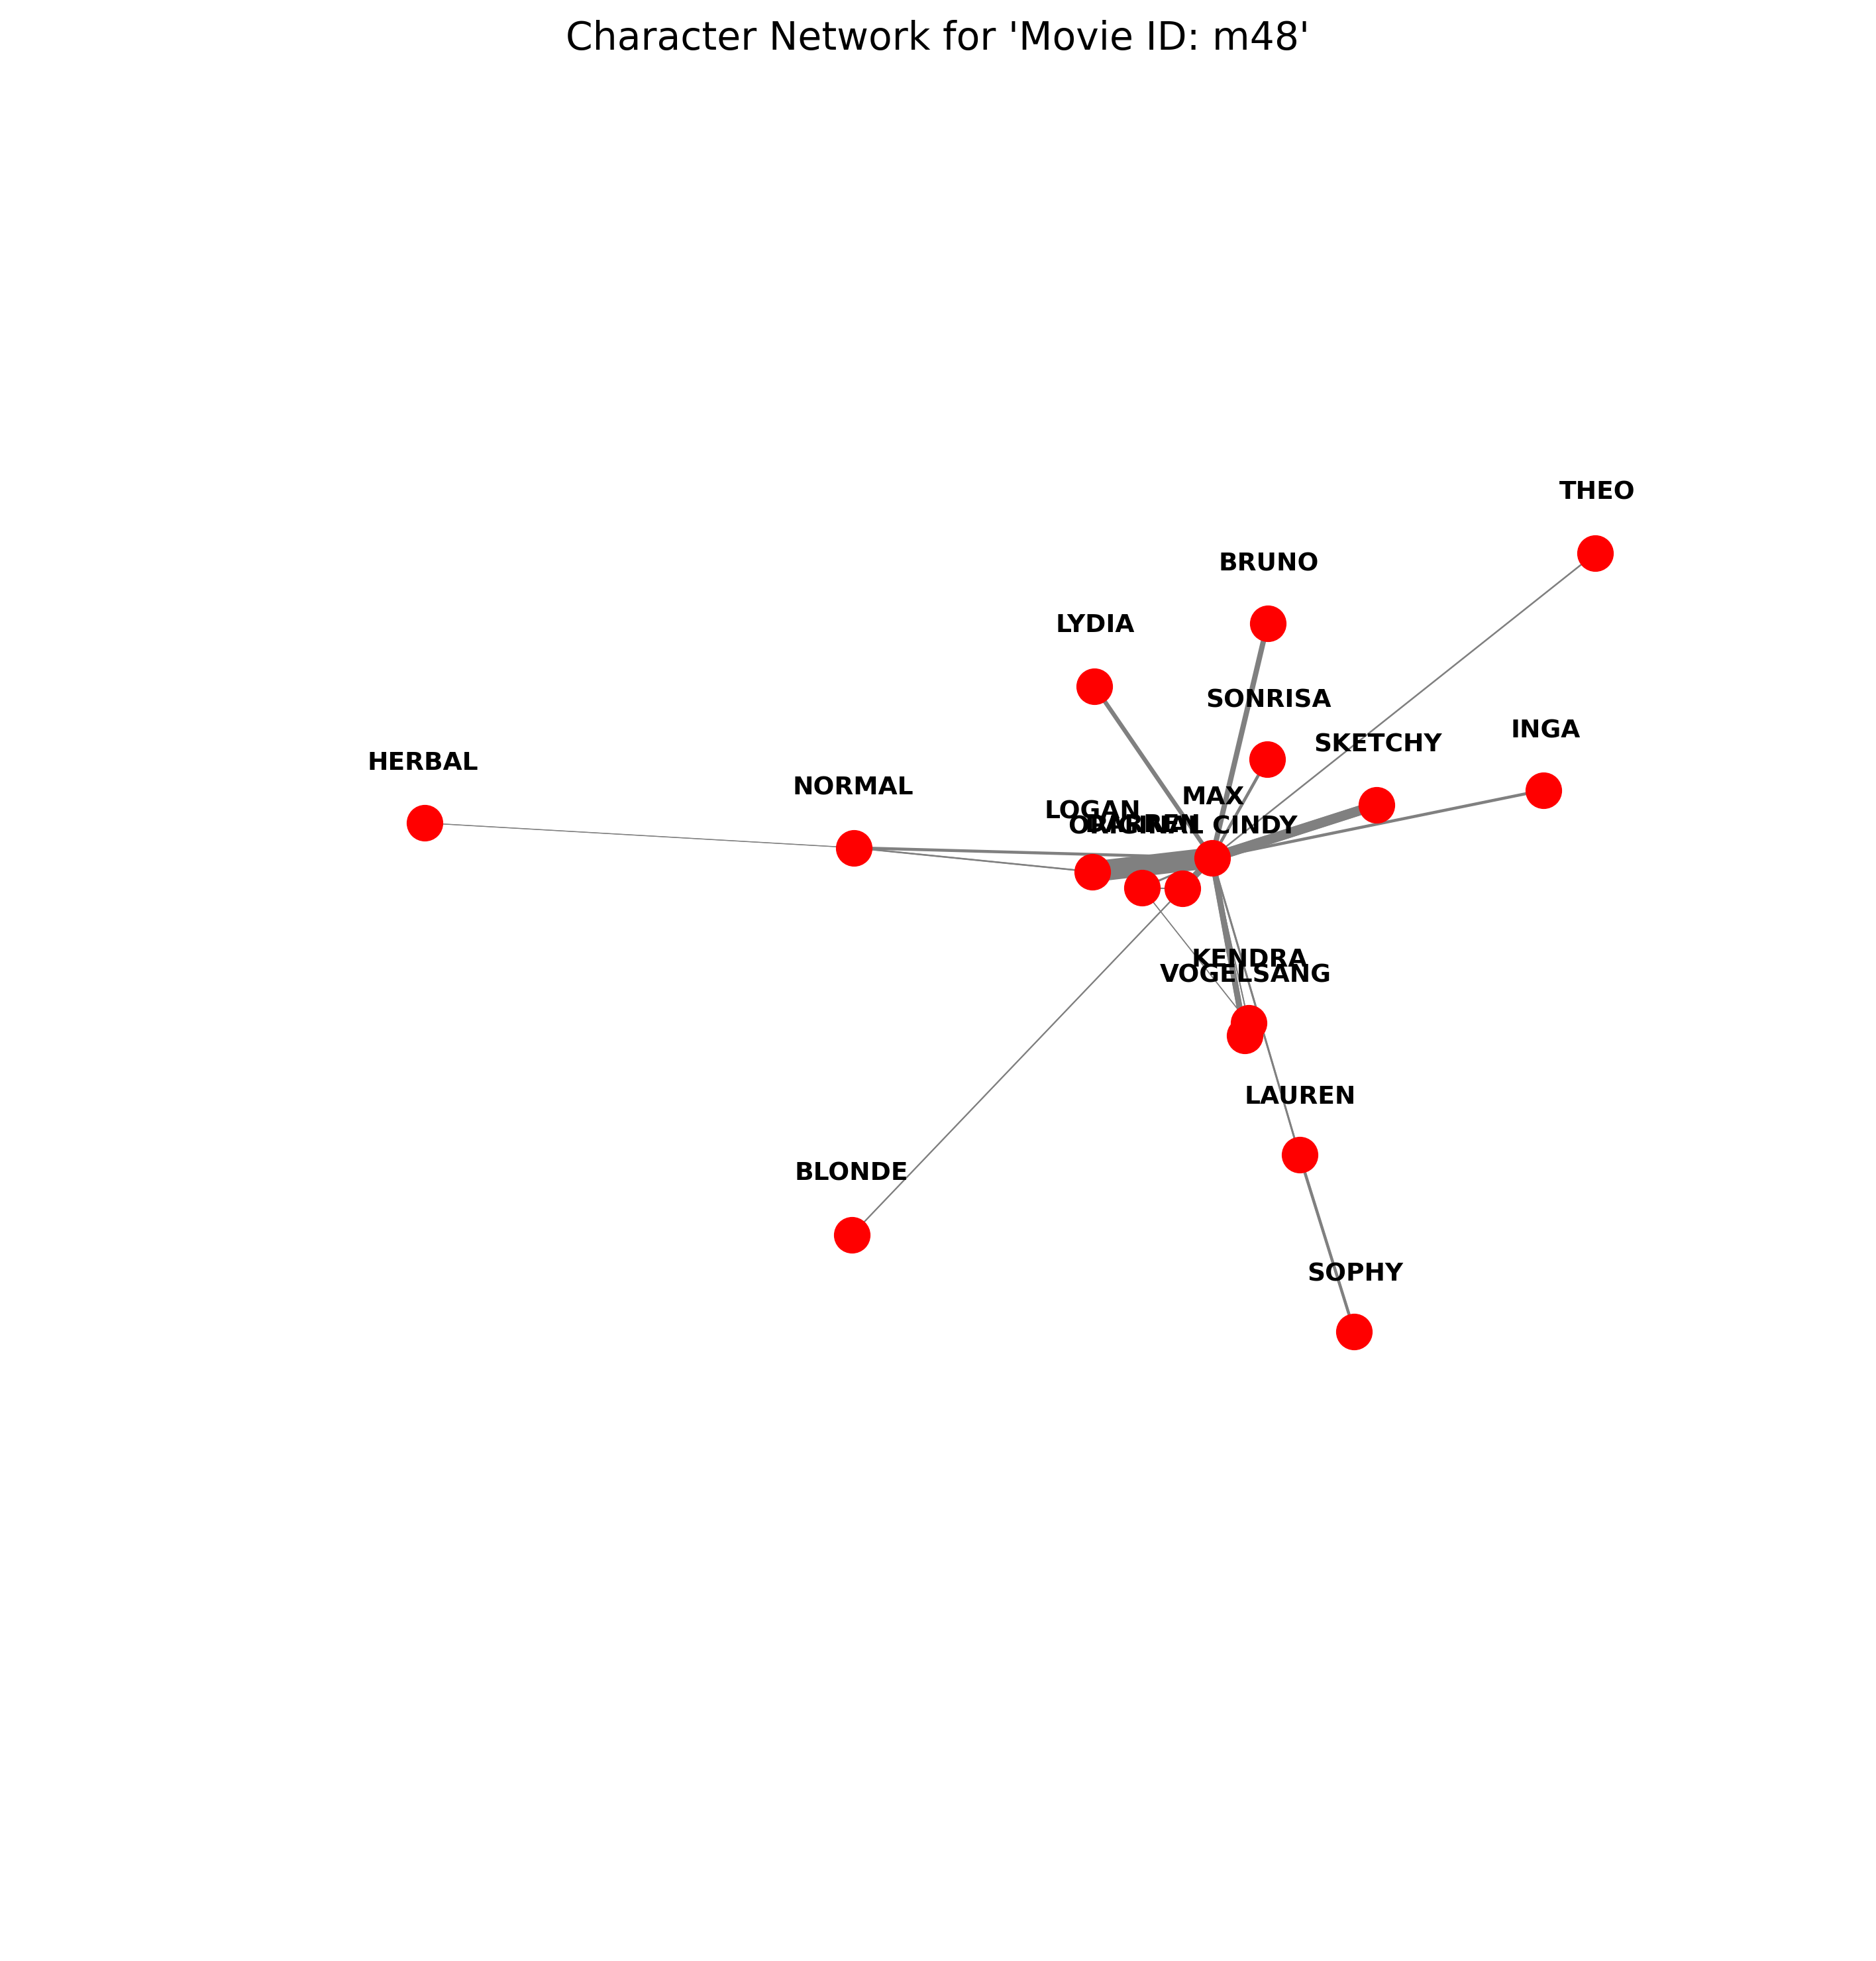 Character Network for 'Movie ID: m48'
THEO
BRUNO
LYDIA
SONRISA
INGA
SKETCHY
HERBAL
NORMAL
MAX
LOGAN
DARREN
ORIGINAL CINDY
KENDRA
VOGELSANG
LAUREN
BLONDE
SOPHY